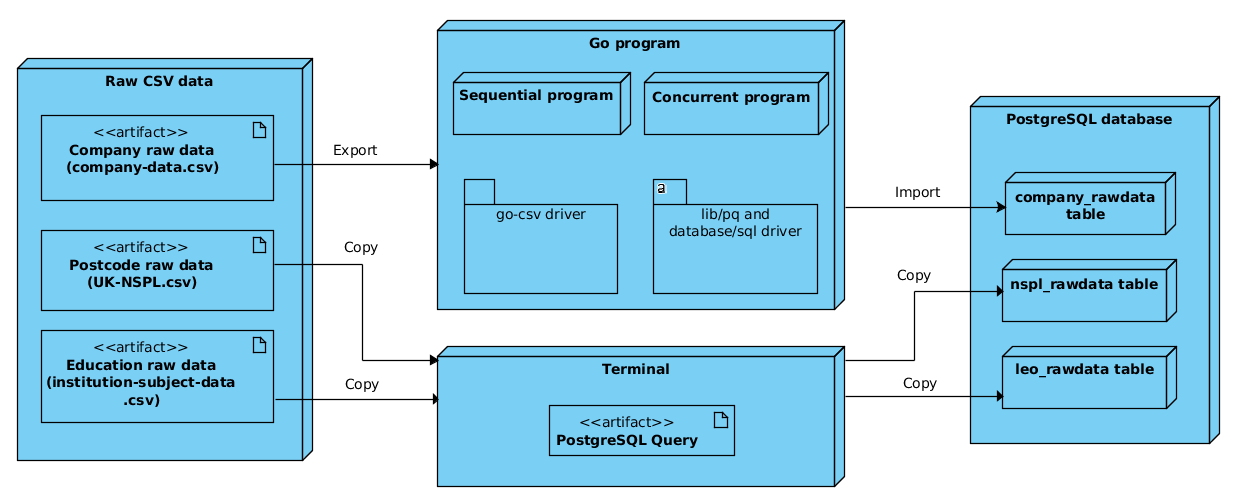 Raw CSV data
<<artifact>>
Company raw data
(company-data.csv)
<<artifact>>
Postcode raw data
(UK-NSPL.csv)
<<artifact>>
Education raw data
(institution-subject-data
.csv)
Export
Copy
Copy
Go program
Sequential program
Concurrent program
go-csv driver
a
lib/pq and
database/sql driver
Terminal
<<artifact>>
PostgreSQL Query
Import
Copy
Copy
PostgreSQL database
company_rawdata
table
nspl_rawdata table
leo_rawdata table